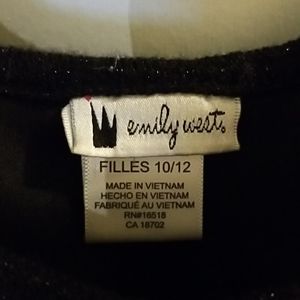 emily west.
FILLES 10/12
MADE IN VIETNAM
HECHO EN VIETNAM
FABRIQUÉ AU VIETNAM
RN#16518
CA 18702